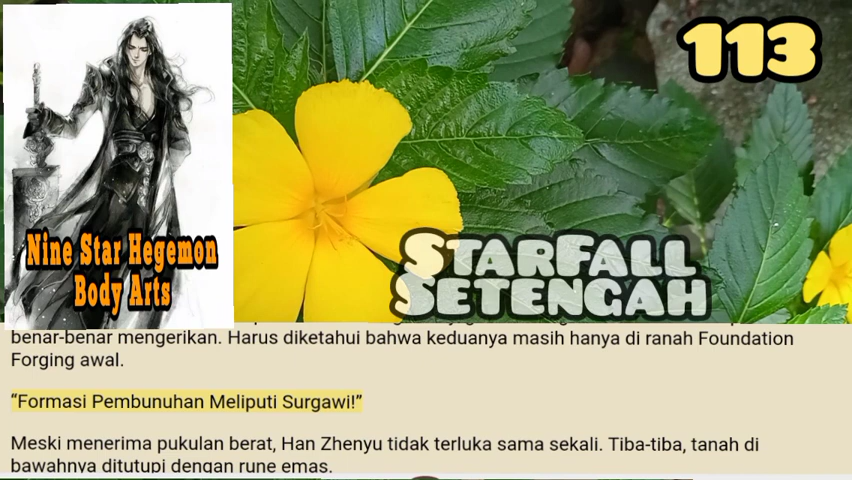 113
Nine Star Hegemon
Body Arts
StarFall
Setengah
benar-benar mengerikan. Harus diketahui bahwa keduanya masih hanya di ranah Foundation
Forging awal.
“Formasi Pembunuhan Meliputi Surgawi!”
Meski menerima pukulan berat, Han Zhenyu tidak terluka sama sekali. Tiba-tiba, tanah di
bawahnya ditutupi dengan rune emas.